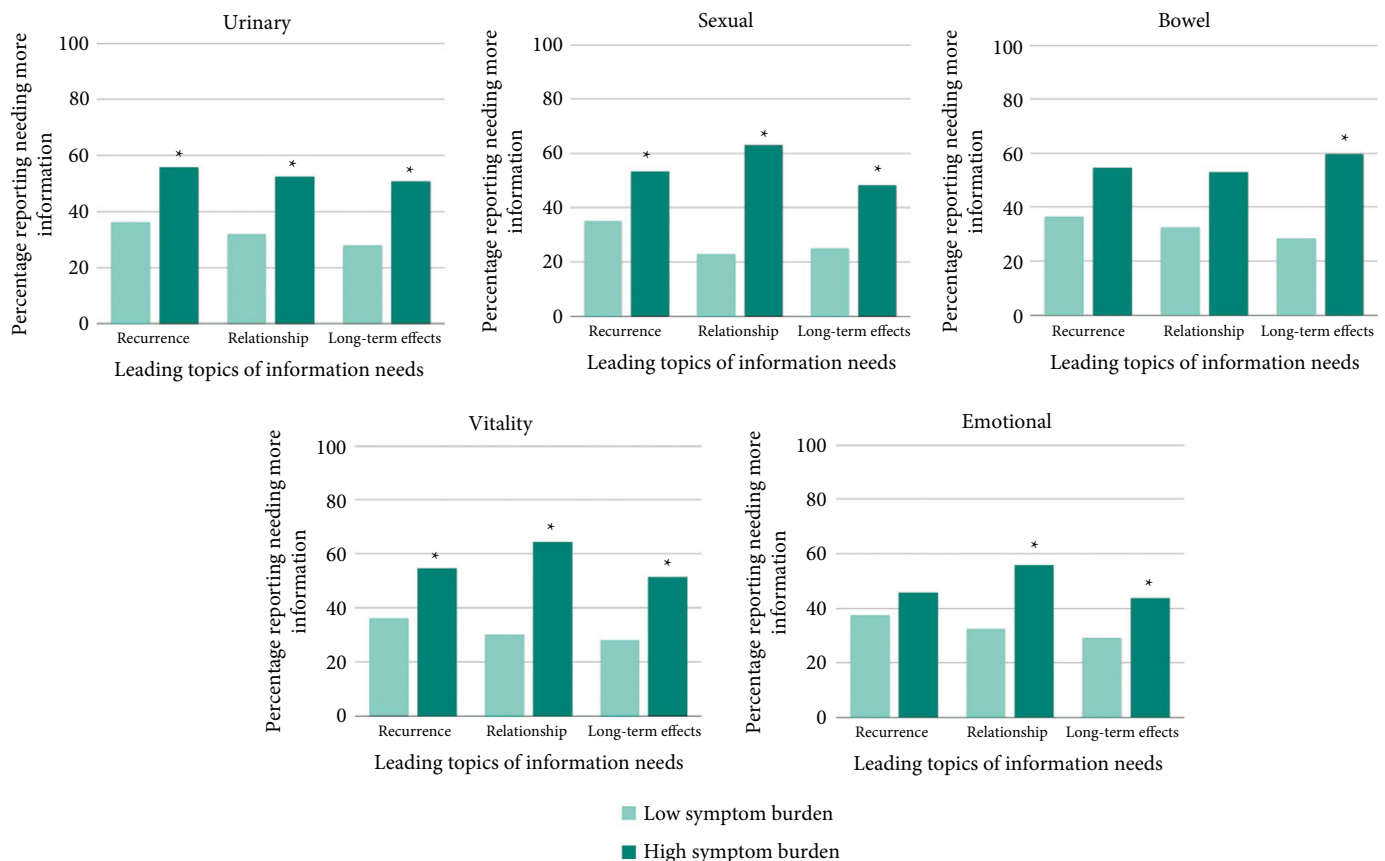 Urinary
Percentage reporting needing more
information
100
80
60
40
20
0
*
*
*
Recurrence
Relationship
Long-term effects
Leading topics of information needs
Sexual
Percentage reporting needing more
information
100
80
60
40
20
0
*
*
*
Recurrence
Relationship
Long-term effects
Leading topics of information needs
Bowel
Percentage reporting needing more
information
100
80
60
40
20
0
*
Recurrence
Relationship
Long-term effects
Leading topics of information needs
Vitality
Percentage reporting needing more
information
100
80
60
40
20
0
*
*
*
Recurrence
Relationship
Long-term effects
Leading topics of information needs
Emotional
Percentage reporting needing more
information
100
80
60
40
20
0
*
*
Recurrence
Relationship
Long-term effects
Leading topics of information needs
Low symptom burden
High symptom burden